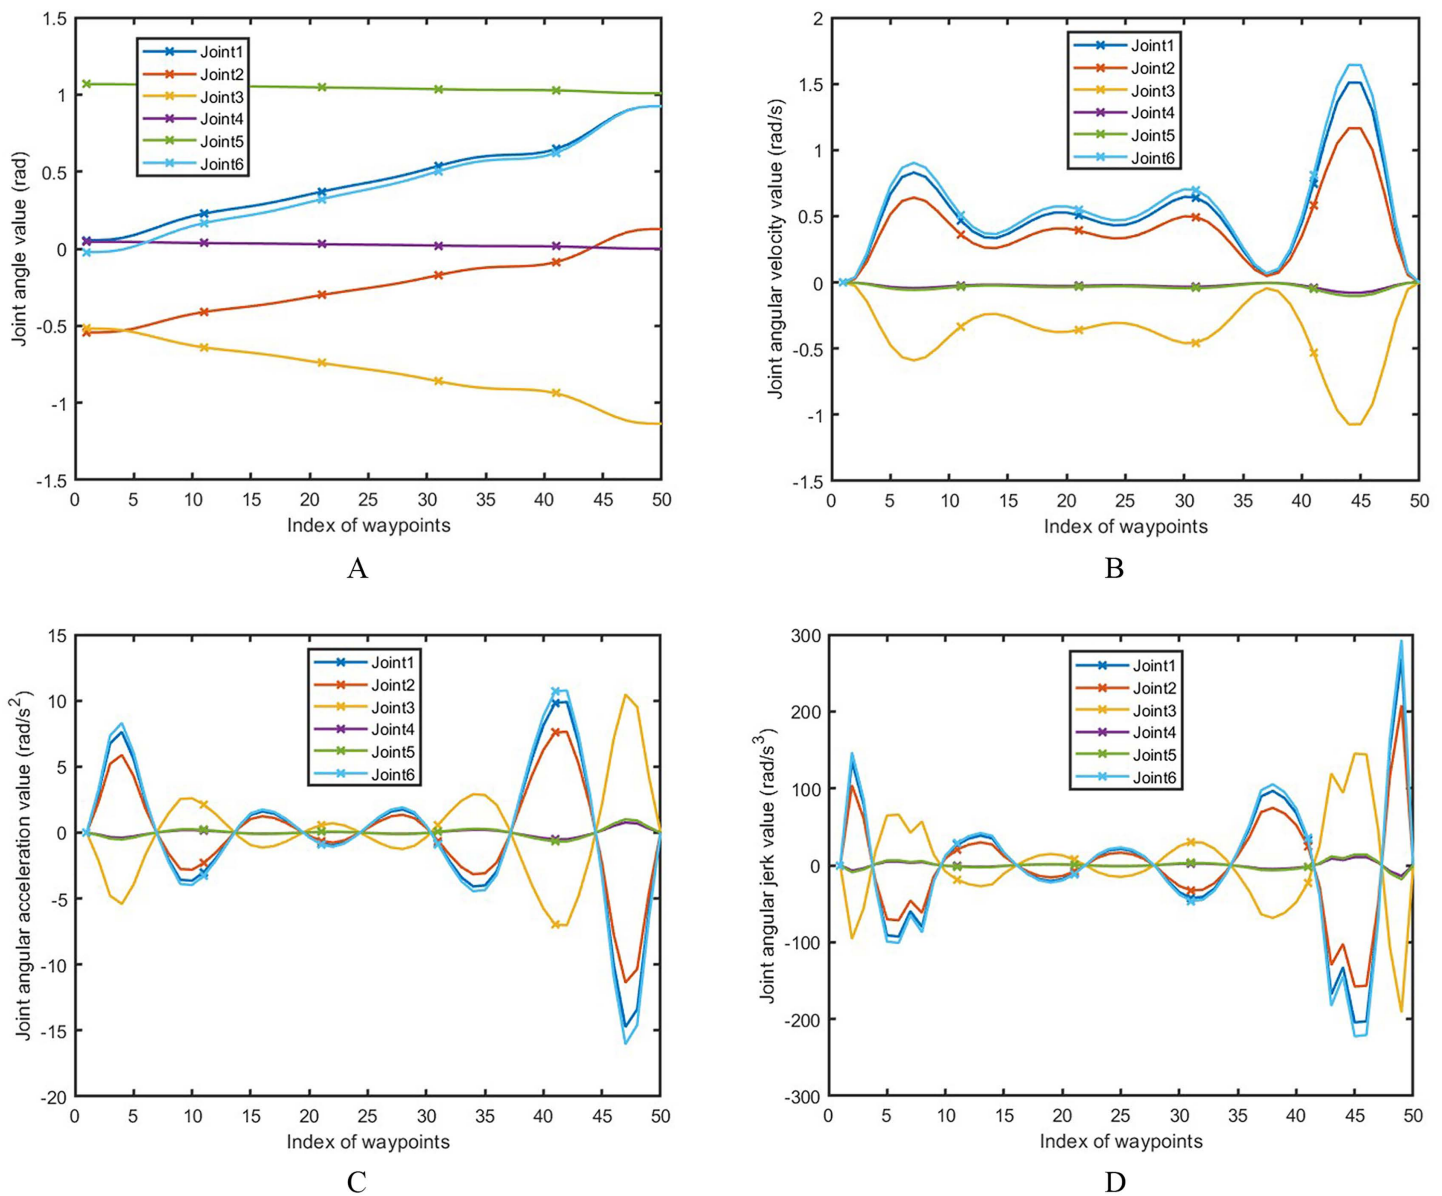 1.5
1
0.5
0
-0.5
-1
-1.5
Joint angle value (rad)
Joint1
Joint2
Joint3
Joint4
Joint5
Joint6
0 5 10 15 20 25 30 35 40 45 50
Index of waypoints
A
2
1.5
1
0.5
0
-0.5
-1
-1.5
Joint angular velocity value (rad/s)
Joint1
Joint2
Joint3
Joint4
Joint5
Joint6
0 5 10 15 20 25 30 35 40 45 50
Index of waypoints
B
15
10
5
0
-5
-10
-15
-20
Joint angular acceleration value (rad/s²)
Joint1
Joint2
Joint3
Joint4
Joint5
Joint6
0 5 10 15 20 25 30 35 40 45 50
Index of waypoints
C
300
200
100
0
-100
-200
-300
Joint angular jerk value (rad/s³)
Joint1
Joint2
Joint3
Joint4
Joint5
Joint6
0 5 10 15 20 25 30 35 40 45 50
Index of waypoints
D